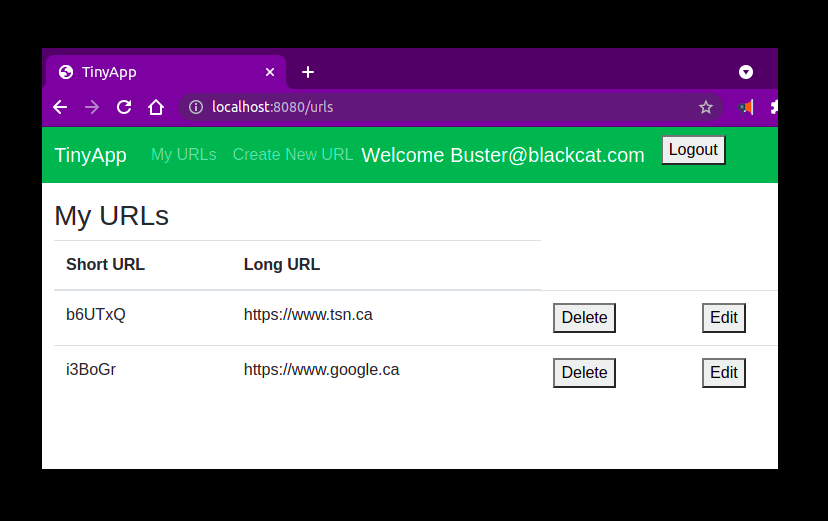 TinyApp
localhost:8080/urls
TinyApp My URLs Create New URL Welcome Buster@blackcat.com Logout
My URLs
Short URL Long URL
b6UTxQ https://www.tsn.ca Delete Edit
i3BoGr https://www.google.ca Delete Edit